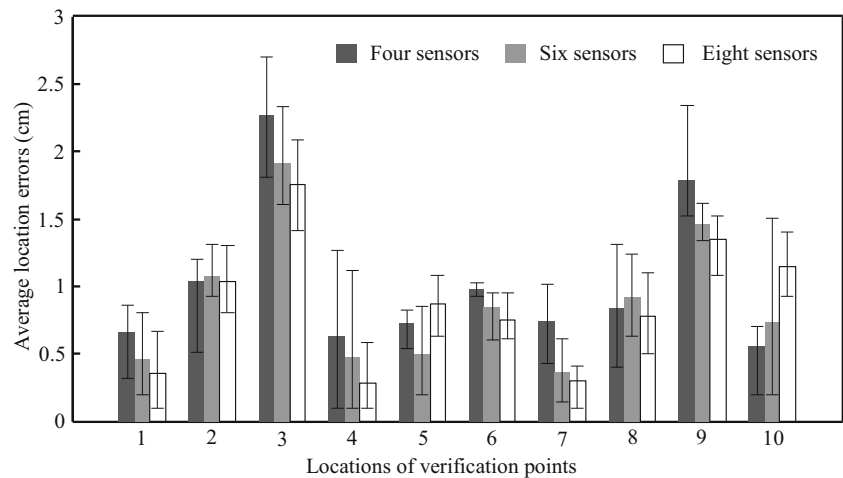 3
2.5
2
1.5
1
0.5
0
Average location errors (cm)
Four sensors Six sensors Eight sensors
1 2 3 4 5 6 7 8 9 10
Locations of verification points